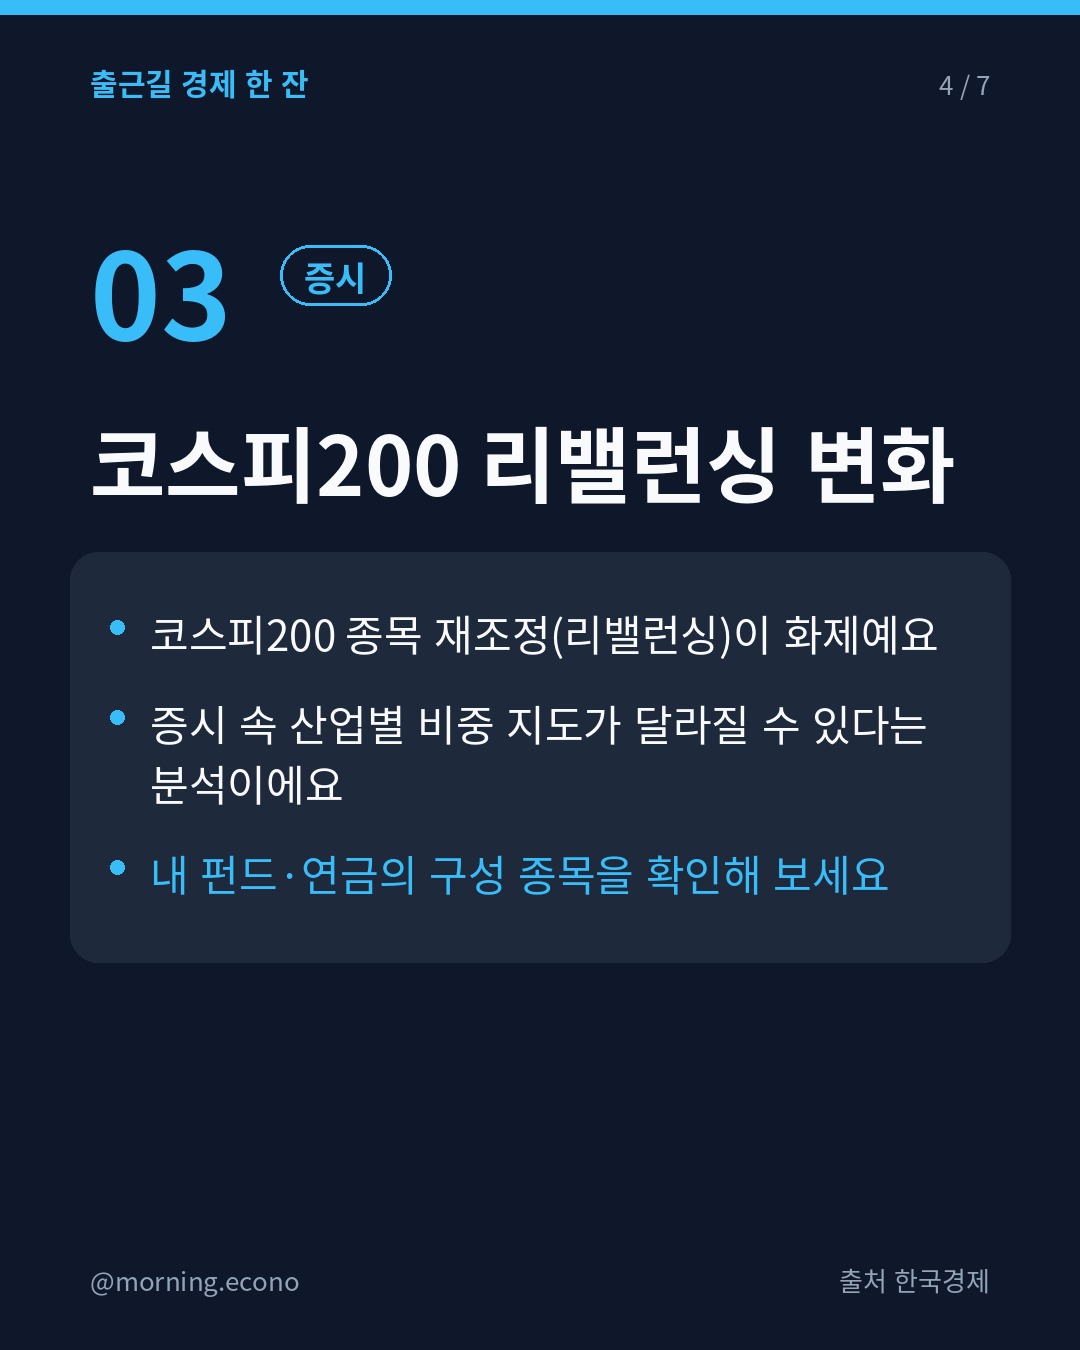 출근길 경제 한 잔
4 / 7
03
증시
코스피200 리밸런싱 변화
• 코스피200 종목 재조정(리밸런싱)이 화제예요
• 증시 속 산업별 비중 지도가 달라질 수 있다는
분석이에요
• 내 펀드·연금의 구성 종목을 확인해 보세요
@morning.econo
출처 한국경제